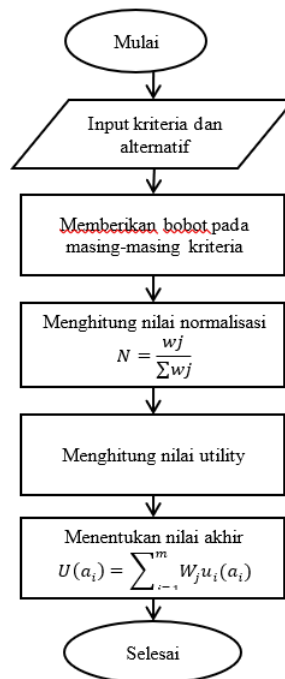 Mulai
Input kriteria dan
alternatif
Memberikan bobot pada
masing-masing kriteria
Menghitung nilai normalisasi
N = wj / ∑wj
Menghitung nilai utility
Menentukan nilai akhir
U(aᵢ) = ∑ᵢ₌₁ᵐ Wⱼuᵢ(aᵢ)
Selesai